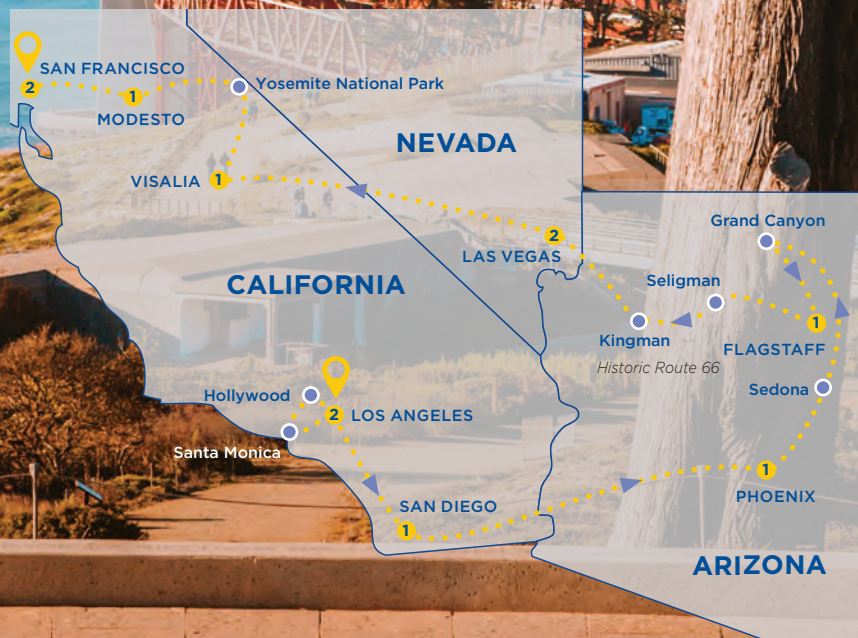 SAN FRANCISCO
2
1
MODESTO
Yosemite National Park
NEVADA
VISALIA 1
2
LAS VEGAS
Grand Canyon
CALIFORNIA
Seligman
Kingman
1
FLAGSTAFF
Historic Route 66
Hollywood
Sedona
2 LOS ANGELES
Santa Monica
1
PHOENIX
SAN DIEGO
1
ARIZONA